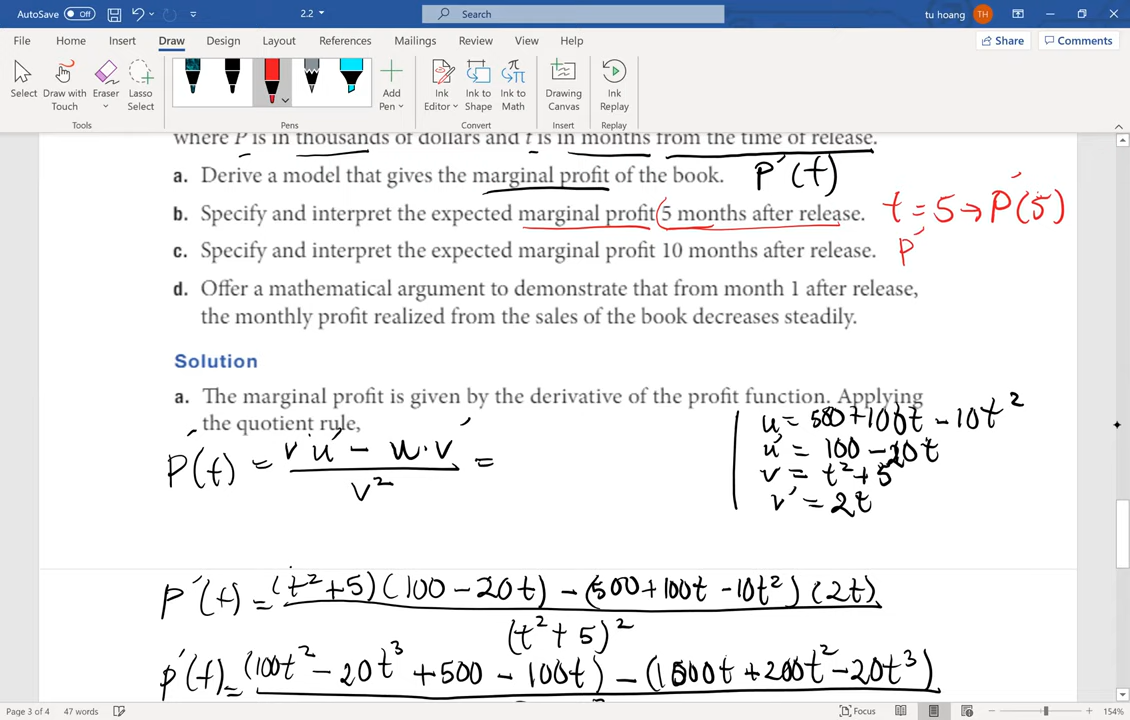 AutoSave Off 2.2 Search tu hoang TH
File Home Insert Draw Design Layout References Mailings Review View Help Share Comments
Select Draw with Touch Eraser Lasso Select Add Pen Ink Editor Ink to Shape Ink to Math Drawing Canvas Ink Replay
Tools Pens Convert Insert Replay
where P is in thousands of dollars and t is in months from the time of release.
a. Derive a model that gives the marginal profit of the book. P'(t)
b. Specify and interpret the expected marginal profit (5 months after release. t = 5 → P'(5)
P'
c. Specify and interpret the expected marginal profit 10 months after release.
d. Offer a mathematical argument to demonstrate that from month 1 after release,
the monthly profit realized from the sales of the book decreases steadily.
Solution
a. The marginal profit is given by the derivative of the profit function. Applying
the quotient rule,
u = 500+100t - 10t²
u' = 100 - 20t
v = t² + 5
v' = 2t
P'(t) = v·u' - u·v' / v² =
P'(t) = (t² + 5)(100 - 20t) - (500 + 100t - 10t²)(2t) / (t² + 5)²
P'(t) = (100t² - 20t³ + 500 - 100t) - (1000t + 200t² - 20t³)
Page 3 of 4 47 words Focus 154%